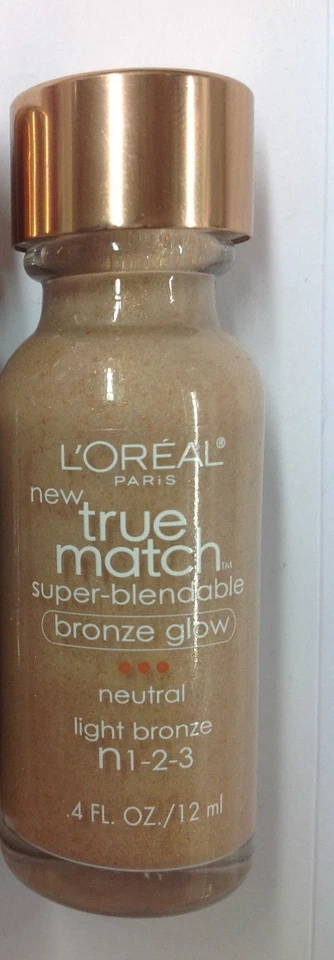 L'ORÉAL®
PARiS
new
true
match™
super-blendable
bronze glow
neutral
light bronze
n1-2-3
.4 FL. OZ./12 ml